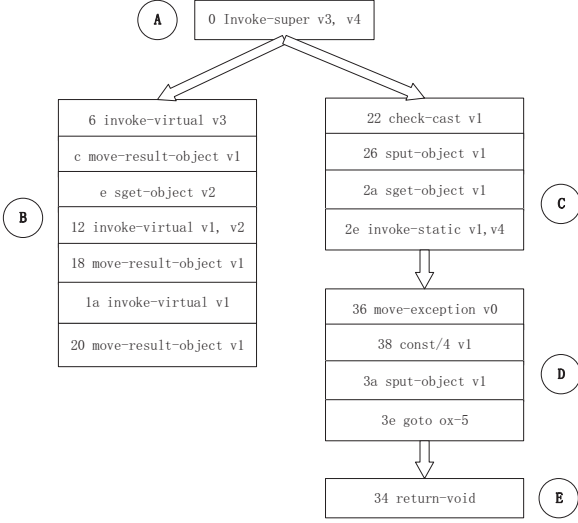 A
0 Invoke-super v3, v4
B
6 invoke-virtual v3
c move-result-object v1
e sget-object v2
12 invoke-virtual v1, v2
18 move-result-object v1
1a invoke-virtual v1
20 move-result-object v1
22 check-cast v1
26 sput-object v1
2a sget-object v1
2e invoke-static v1,v4
C
36 move-exception v0
38 const/4 v1
3a sput-object v1
3e goto ox-5
D
34 return-void
E